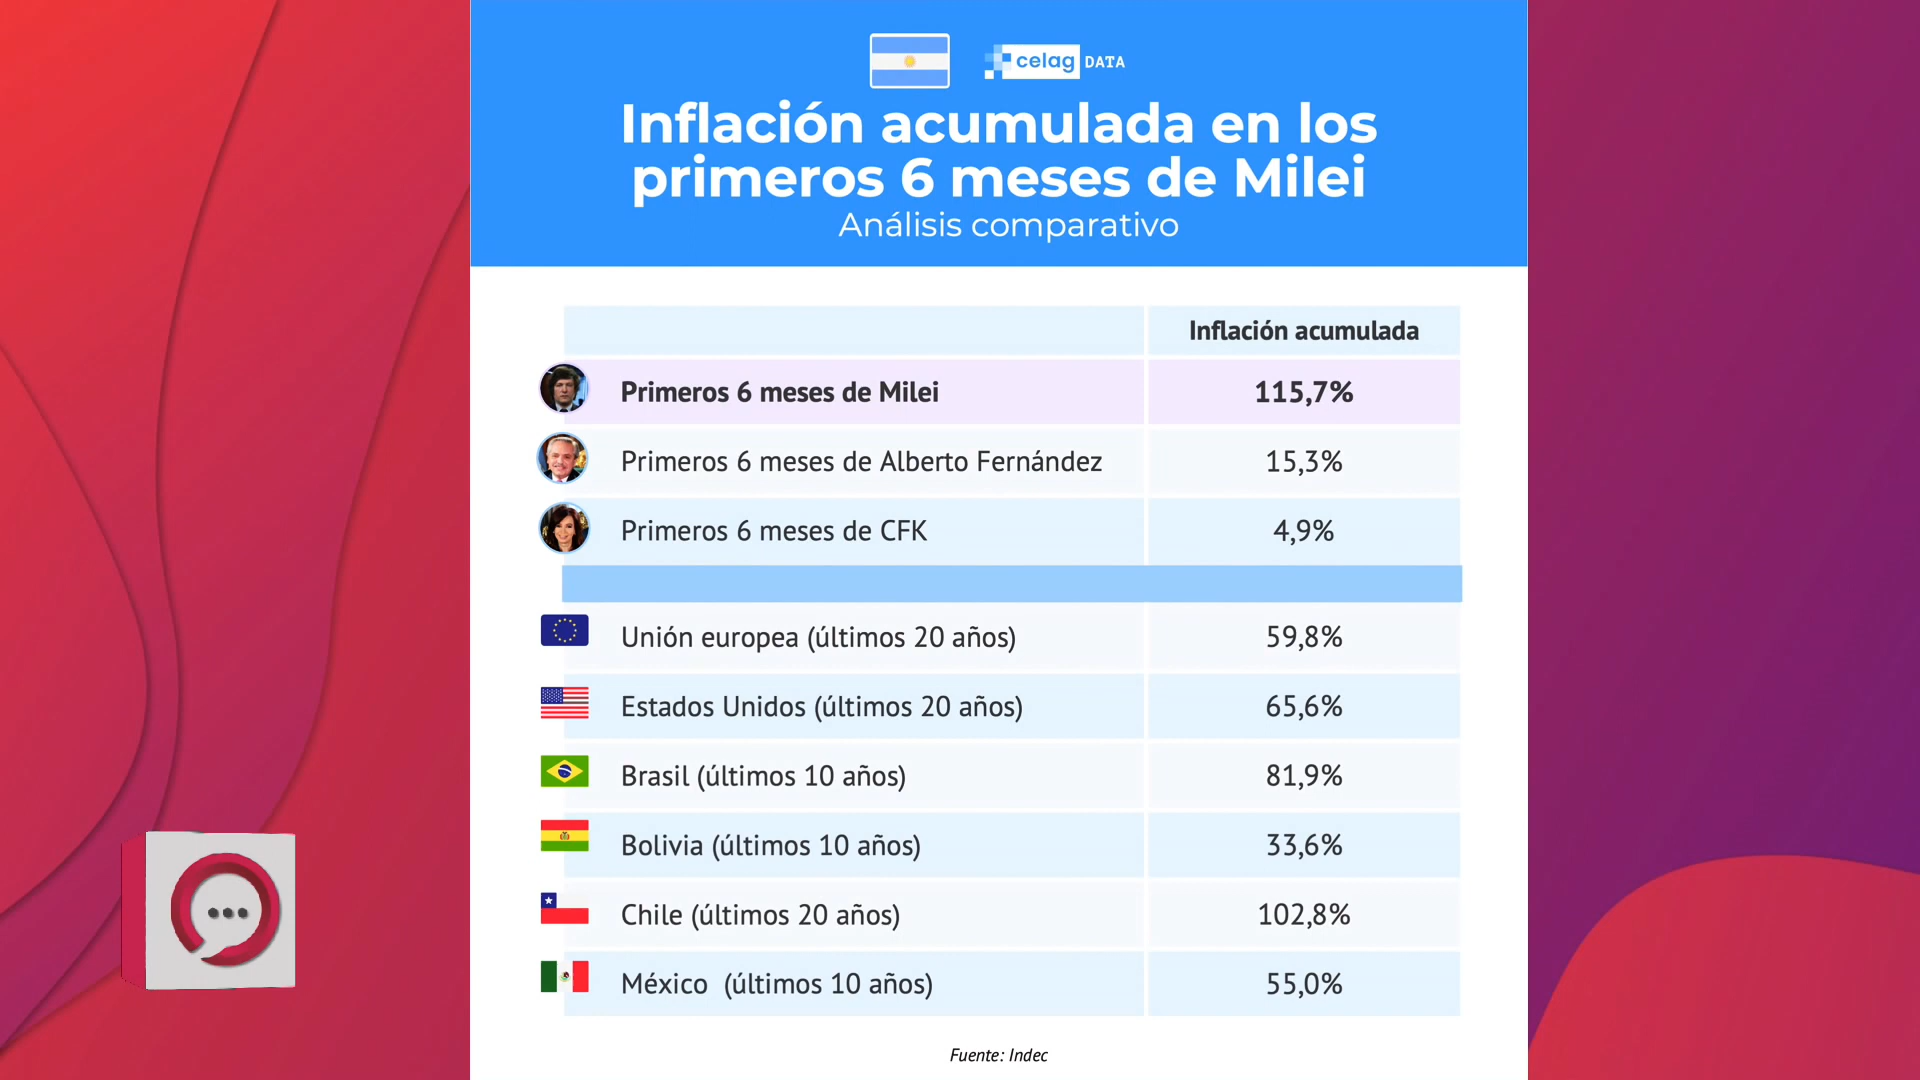 celag DATA
Inflación acumulada en los
primeros 6 meses de Milei
Análisis comparativo
Inflación acumulada
Primeros 6 meses de Milei 115,7%
Primeros 6 meses de Alberto Fernández 15,3%
Primeros 6 meses de CFK 4,9%
Unión europea (últimos 20 años) 59,8%
Estados Unidos (últimos 20 años) 65,6%
Brasil (últimos 10 años) 81,9%
Bolivia (últimos 10 años) 33,6%
Chile (últimos 20 años) 102,8%
México (últimos 10 años) 55,0%
Fuente: Indec